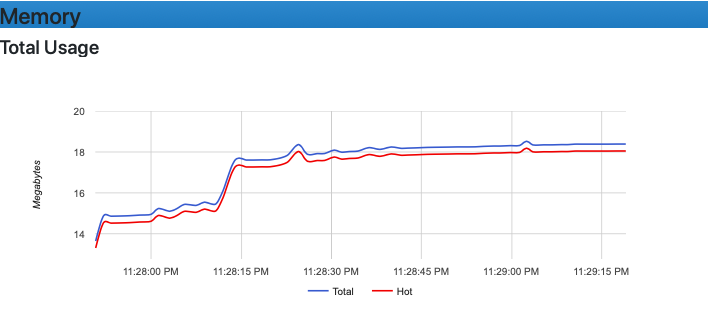 Memory
Total Usage
20
18
16
14
Megabytes
11:28:00 PM 11:28:15 PM 11:28:30 PM 11:28:45 PM 11:29:00 PM 11:29:15 PM
Total Hot